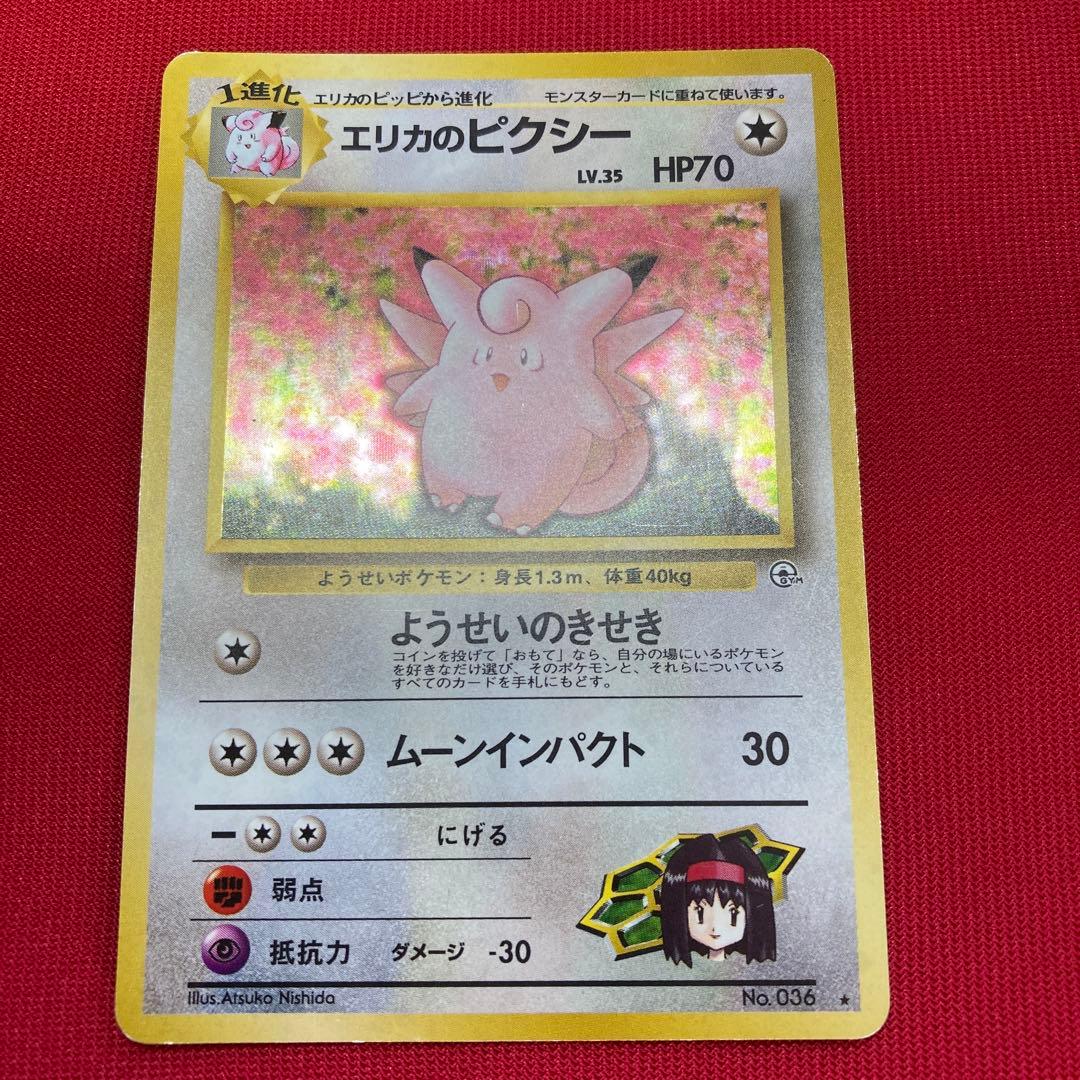 1進化
エリカのピッピから進化
モンスターカードに重ねて使います。
エリカのピクシー
LV.35 HP70
ようせいポケモン：身長1.3m、体重40kg
GYM
ようせいのきせき
コインを投げて「おもて」なら、自分の場にいるポケモン
を好きなだけ選び、そのポケモンと、それらについている
すべてのカードを手札にもどす。
ムーンインパクト 30
にげる
弱点
抵抗力 ダメージ -30
Illus.Atsuko Nishida
No.036 ★